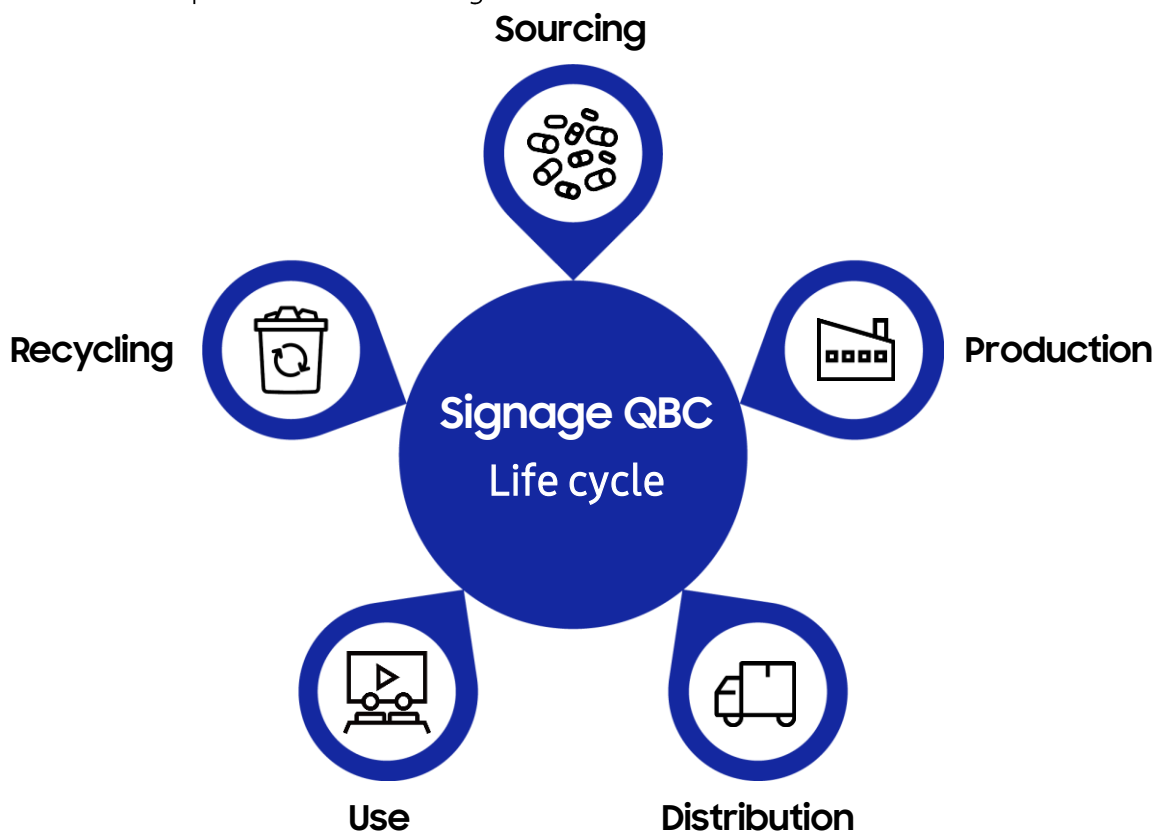 Sourcing
Recycling
Production
Signage QBC
Life cycle
Use
Distribution